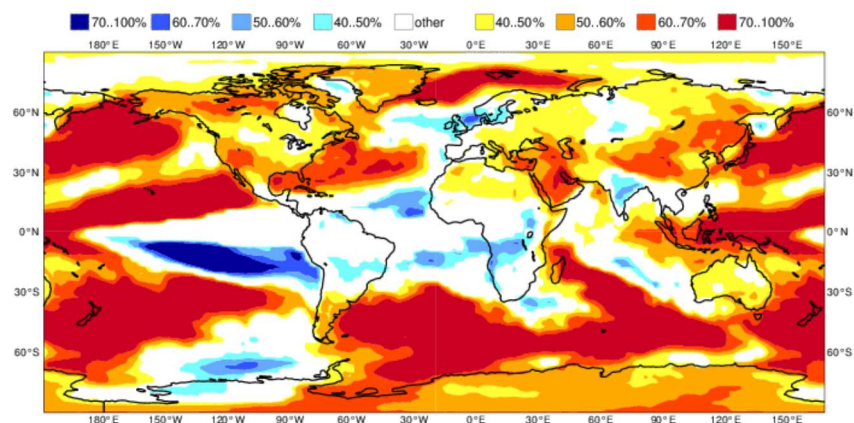 70..100% 60..70% 50..60% 40..50% other 40..50% 50..60% 60..70% 70..100%
180°E 150°W 120°W 90°W 60°W 30°W 0°E 30°E 60°E 90°E 120°E 150°E
60°N 60°N
30°N 30°N
0°N 0°N
30°S 30°S
60°S 60°S
180°E 150°W 120°W 90°W 60°W 30°W 0°E 30°E 60°E 90°E 120°E 150°E